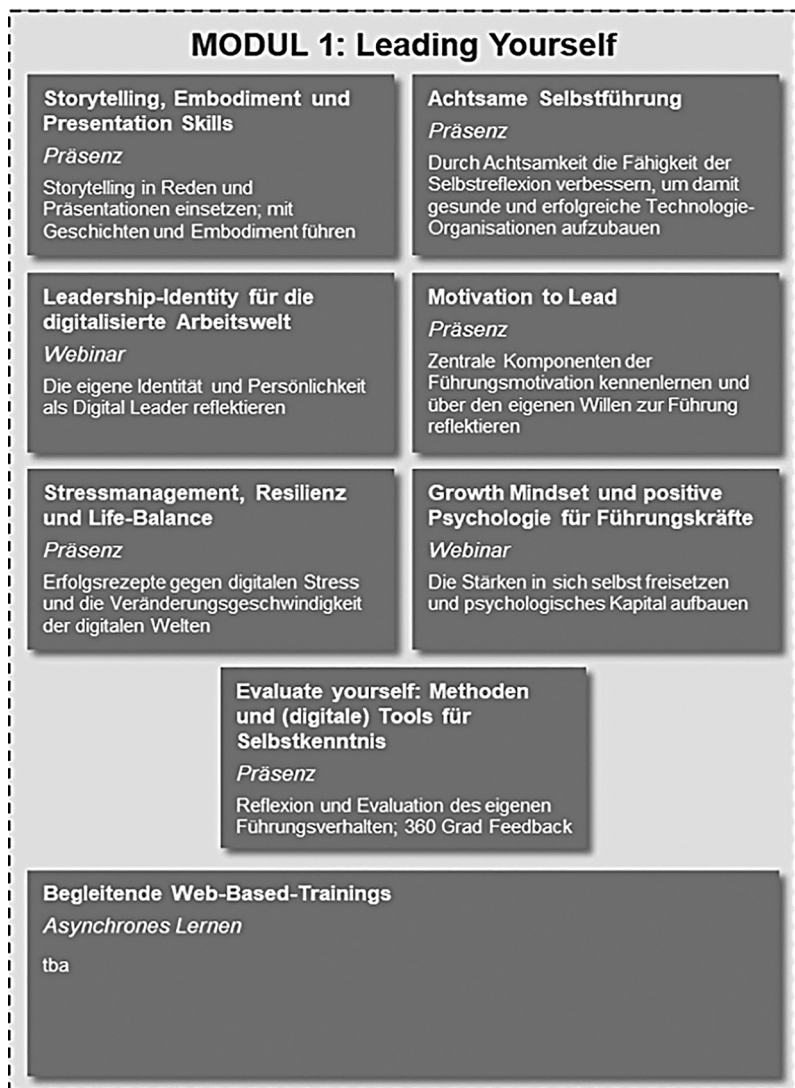 MODUL 1: Leading Yourself
Storytelling, Embodiment und
Presentation Skills
Präsenz
Storytelling in Reden und
Präsentationen einsetzen; mit
Geschichten und Embodiment führen
Achtsame Selbstführung
Präsenz
Durch Achtsamkeit die Fähigkeit der
Selbstreflexion verbessern, um damit
gesunde und erfolgreiche Technologie-
Organisationen aufzubauen
Leadership-Identity für die
digitalisierte Arbeitswelt
Webinar
Die eigene Identität und Persönlichkeit
als Digital Leader reflektieren
Motivation to Lead
Präsenz
Zentrale Komponenten der
Führungsmotivation kennenlernen und
über den eigenen Willen zur Führung
reflektieren
Stressmanagement, Resilienz
und Life-Balance
Präsenz
Erfolgsrezepte gegen digitalen Stress
und die Veränderungsgeschwindigkeit
der digitalen Welten
Growth Mindset und positive
Psychologie für Führungskräfte
Webinar
Die Stärken in sich selbst freisetzen
und psychologisches Kapital aufbauen
Evaluate yourself: Methoden
und (digitale) Tools für
Selbstkenntnis
Präsenz
Reflexion und Evaluation des eigenen
Führungsverhalten; 360 Grad Feedback
Begleitende Web-Based-Trainings
Asynchrones Lernen
tba